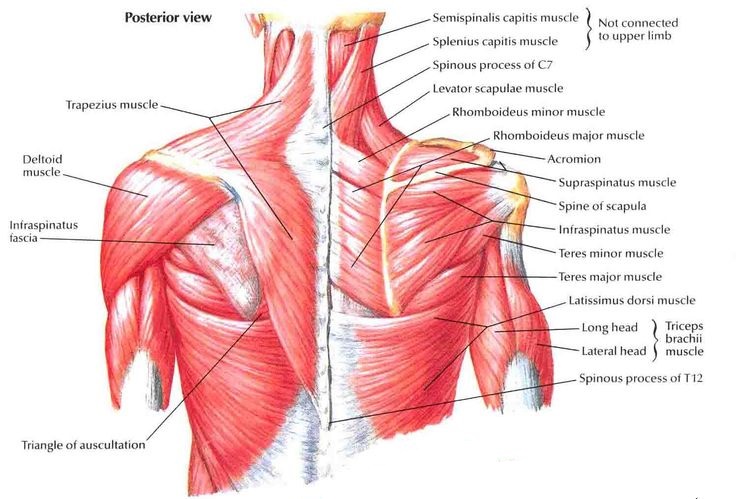 Posterior view
Semispinalis capitis muscle
Splenius capitis muscle
Not connected
to upper limb
Spinous process of C7
Levator scapulae muscle
Rhomboideus minor muscle
Rhomboideus major muscle
Acromion
Supraspinatus muscle
Spine of scapula
Infraspinatus muscle
Teres minor muscle
Teres major muscle
Latissimus dorsi muscle
Long head
Lateral head
Triceps
brachii
muscle
Spinous process of T12
Trapezius muscle
Deltoid
muscle
Infraspinatus
fascia
Triangle of auscultation